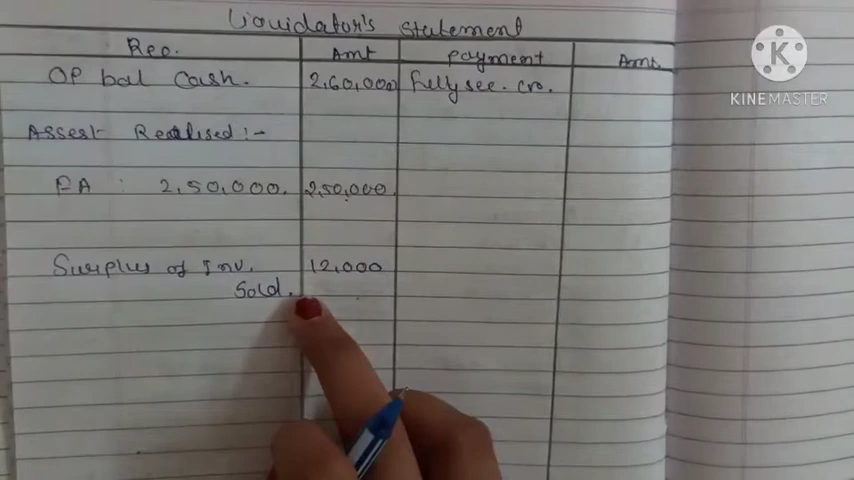 Liquidator's Statement
Rec. Amt Payment Amt.
OP bal Cash. 2,60,000 fully sec. cro.
Assest Realised :-
FA : 2,50,000. 2,50,000.
Surplus of Inv. 12,000
Sold.
KINEMASTER